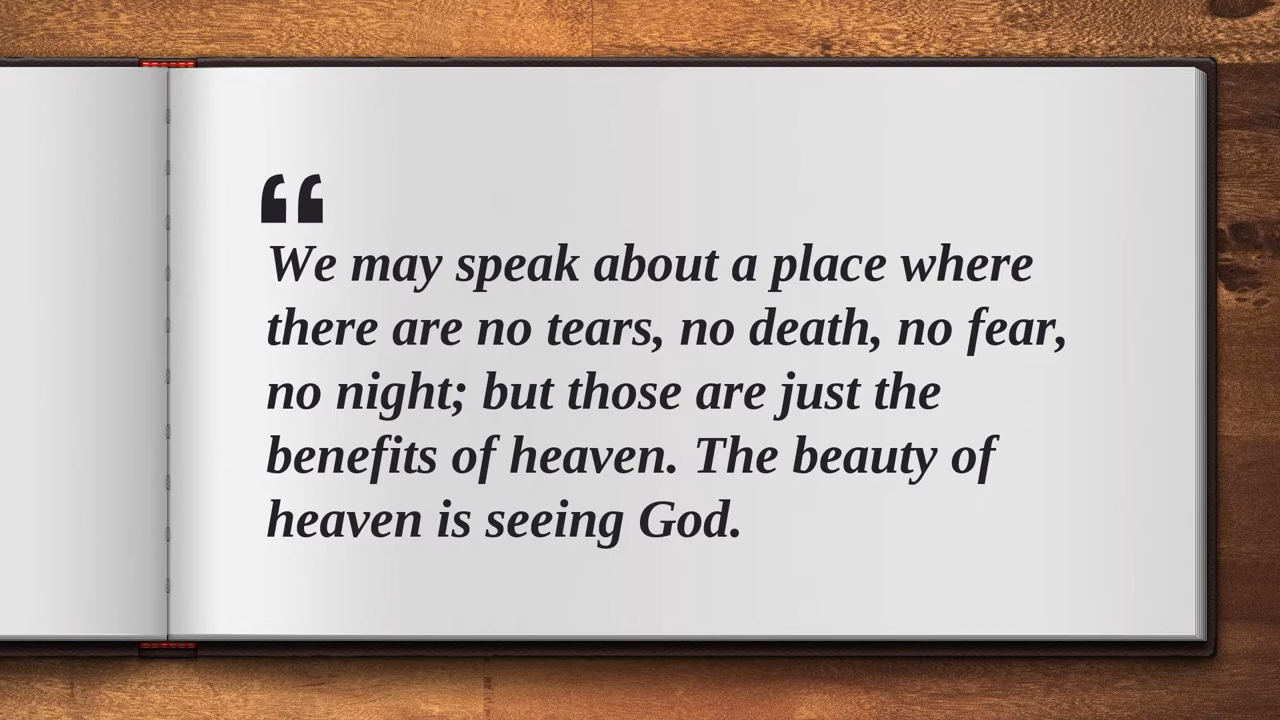 “
We may speak about a place where
there are no tears, no death, no fear,
no night; but those are just the
benefits of heaven. The beauty of
heaven is seeing God.